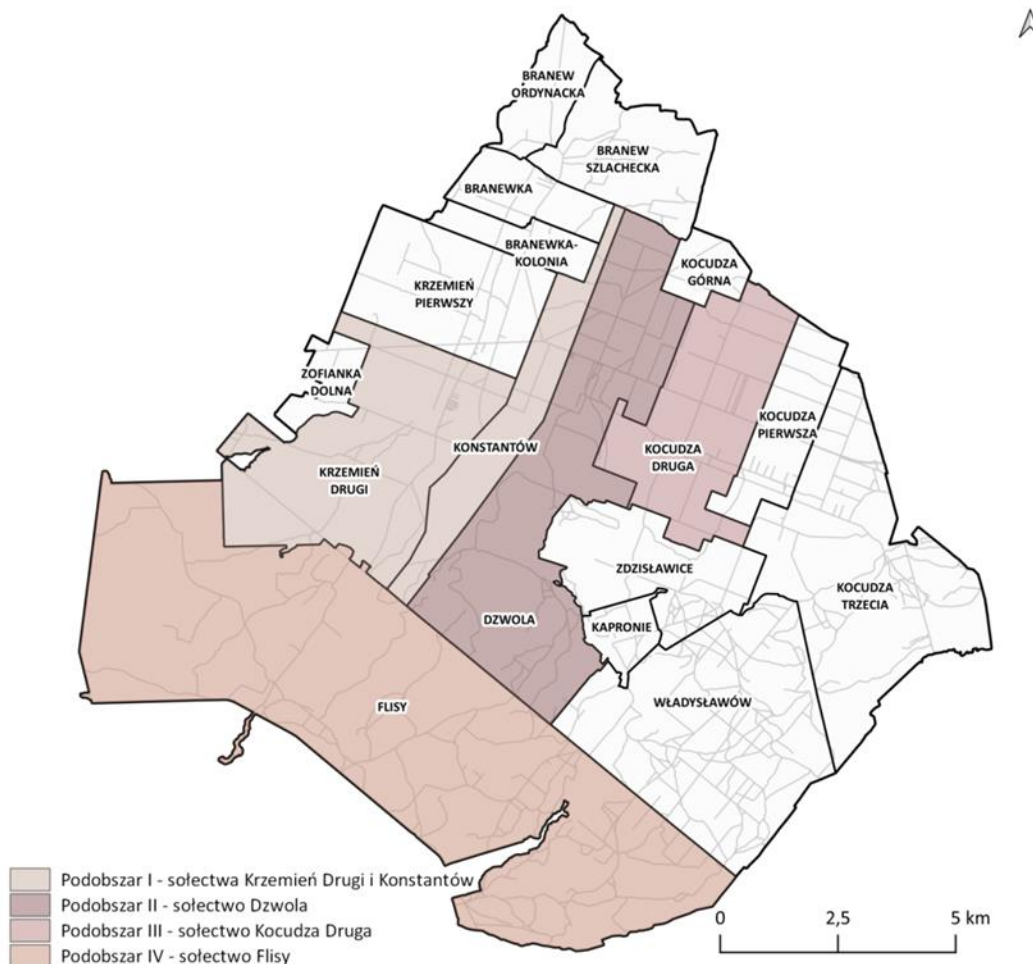 BRANEW
ORDYNACKA
BRANEW
SZLACHECKA
BRANEWKA
BRANEWKA-
KOLONIA
KOCUDZA
GÓRNA
KRZEMIEŃ
PIERWSZY
ZOFIANKA
DOLNA
KOCUDZA
PIERWSZA
KONSTANTÓW
KOCUDZA
DRUGA
KRZEMIEŃ
DRUGI
ZDZISŁAWICE
KOCUDZA
TRZECIA
DZWOLA
KAPRONIE
WŁADYSŁAWÓW
FLISY
Podobszar I - sołectwa Krzemień Drugi i Konstantów
Podobszar II - sołectwo Dzwola
Podobszar III - sołectwo Kocudza Druga
Podobszar IV - sołectwo Flisy
0 2,5 5 km